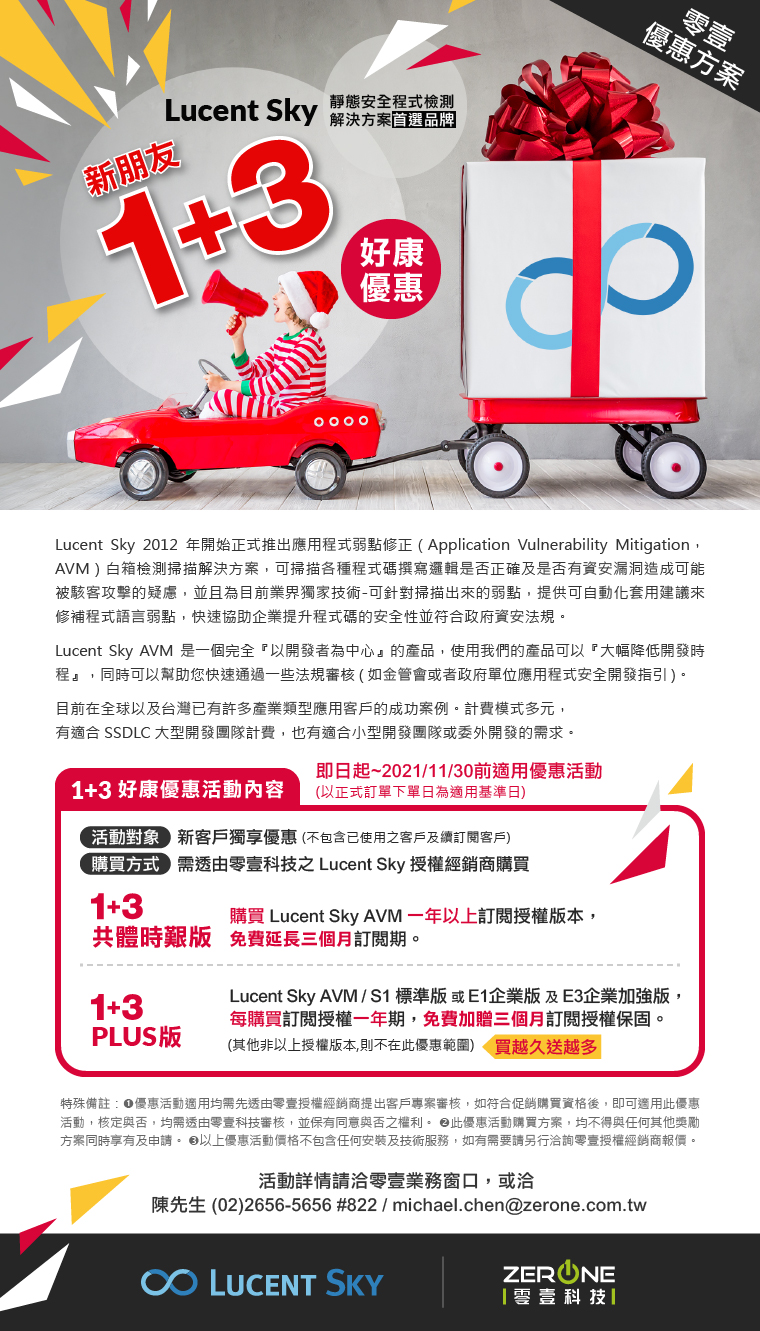 零壹
優惠方案
Lucent Sky 靜態安全程式檢測
解決方案首選品牌
新朋友
1+3
好康
優惠
Lucent Sky 2012 年開始正式推出應用程式弱點修正 ( Application Vulnerability Mitigation，
AVM ) 白箱檢測掃描解決方案，可掃描各種程式碼撰寫邏輯是否正確及是否有資安漏洞造成可能
被駭客攻擊的疑慮，並且為目前業界獨家技術-可針對掃描出來的弱點，提供可自動化套用建議來
修補程式語言弱點，快速協助企業提升程式碼的安全性並符合政府資安法規。
Lucent Sky AVM 是一個完全『以開發者為中心』的產品，使用我們的產品可以『大幅降低開發時
程』，同時可以幫助您快速通過一些法規審核 ( 如金管會或者政府單位應用程式安全開發指引 )。
目前在全球以及台灣已有許多產業類型應用客戶的成功案例。計費模式多元，
有適合 SSDLC 大型開發團隊計費，也有適合小型開發團隊或委外開發的需求。
1+3 好康優惠活動內容
即日起~2021/11/30前適用優惠活動
(以正式訂單下單日為適用基準日)
活動對象 新客戶獨享優惠 (不包含已使用之客戶及續訂閱客戶)
購買方式 需透由零壹科技之 Lucent Sky 授權經銷商購買
1+3
共體時艱版
購買 Lucent Sky AVM 一年以上訂閱授權版本，
免費延長三個月訂閱期。
1+3
PLUS版
Lucent Sky AVM / S1 標準版 或 E1企業版 及 E3企業加強版，
每購買訂閱授權一年期，免費加贈三個月訂閱授權保固。
(其他非以上授權版本,則不在此優惠範圍) 買越久送越多
特殊備註：❶優惠活動適用均需先透由零壹授權經銷商提出客戶專案審核，如符合促銷購買資格後，即可適用此優惠
活動，核定與否，均需透由零壹科技審核，並保有同意與否之權利。 ❷此優惠活動購買方案，均不得與任何其他獎勵
方案同時享有及申請。 ❸以上優惠活動價格不包含任何安裝及技術服務，如有需要請另行洽詢零壹授權經銷商報價。
活動詳情請洽零壹業務窗口，或洽
陳先生 (02)2656-5656 #822 / michael.chen@zerone.com.tw
LUCENT SKY
ZERONE
零壹科技